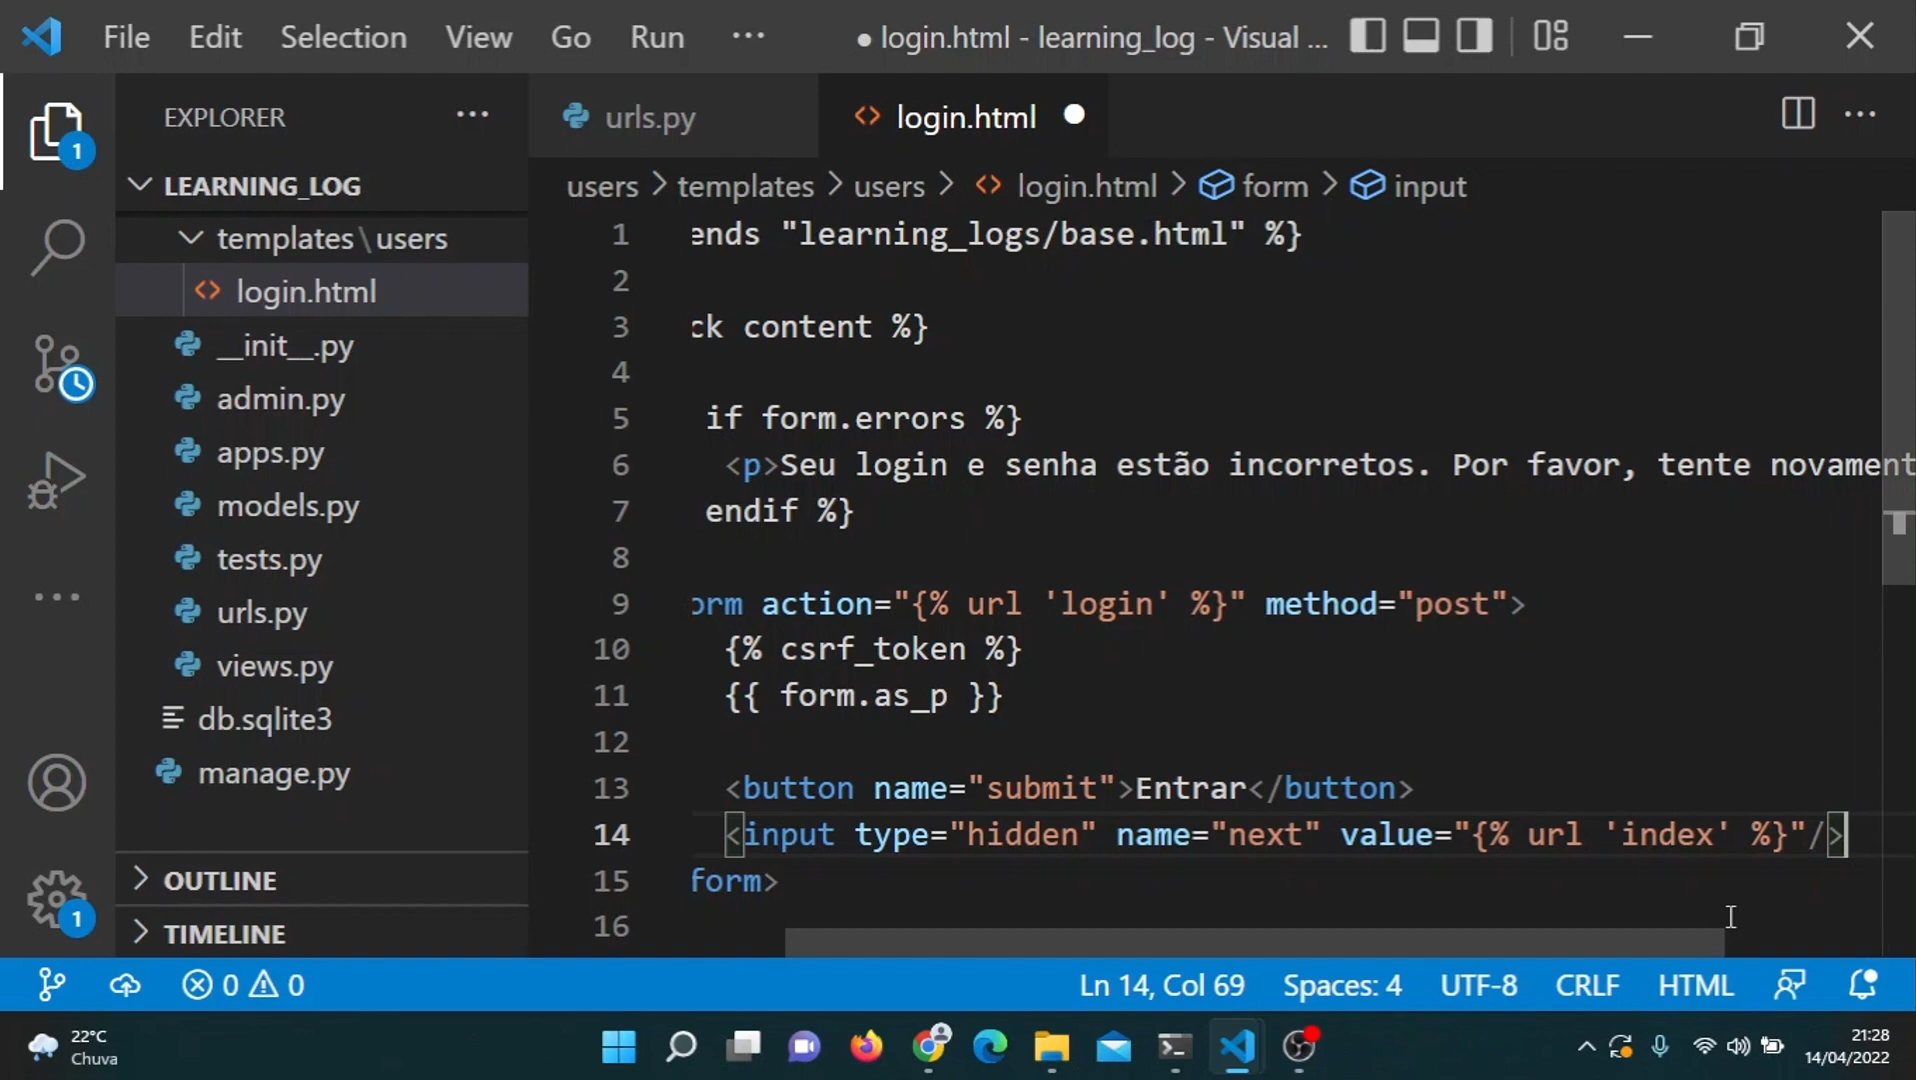 File Edit Selection View Go Run ··· ● login.html - learning_log - Visual ...
EXPLORER ···
1
LEARNING_LOG
templates\users
login.html
__init__.py
admin.py
apps.py
models.py
tests.py
urls.py
views.py
db.sqlite3
manage.py
OUTLINE
TIMELINE
1
urls.py login.html ●
users > templates > users > login.html > form > input
1 ends "learning_logs/base.html" %}
2
3 ck content %}
4
5 if form.errors %}
6 <p>Seu login e senha estão incorretos. Por favor, tente novament
7 endif %}
8
9 orm action="{% url 'login' %}" method="post">
10 {% csrf_token %}
11 {{ form.as_p }}
12
13 <button name="submit">Entrar</button>
14 <input type="hidden" name="next" value="{% url 'index' %}"/>
15 form>
16
0 0 Ln 14, Col 69 Spaces: 4 UTF-8 CRLF HTML
22°C
Chuva
21:28
14/04/2022